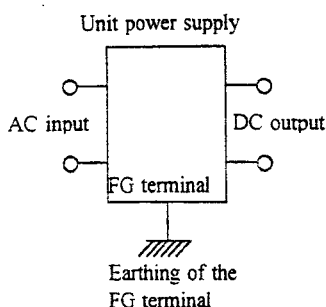 Unit power supply
AC input
DC output
FG terminal
Earthing of the
FG terminal